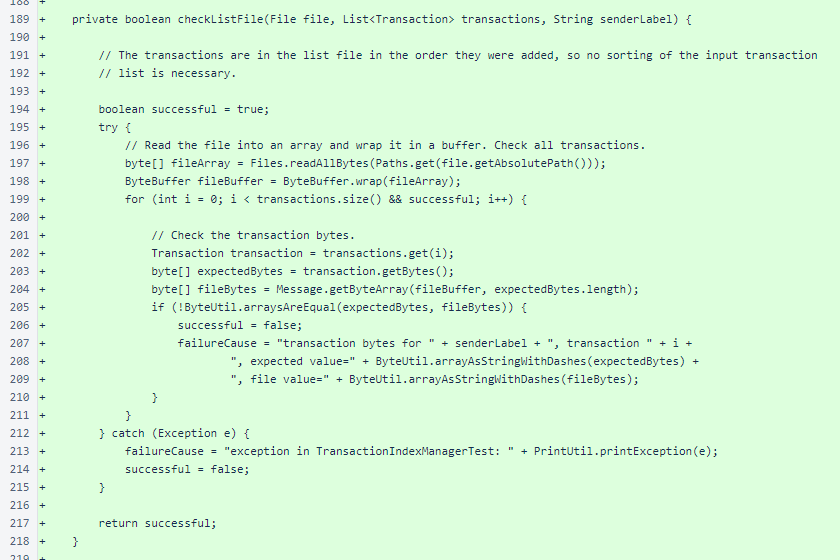 188 +
189 + private boolean checkListFile(File file, List<Transaction> transactions, String senderLabel) {
190 +
191 + // The transactions are in the list file in the order they were added, so no sorting of the input transaction
192 + // list is necessary.
193 +
194 + boolean successful = true;
195 + try {
196 + // Read the file into an array and wrap it in a buffer. Check all transactions.
197 + byte[] fileArray = Files.readAllBytes(Paths.get(file.getAbsolutePath()));
198 + ByteBuffer fileBuffer = ByteBuffer.wrap(fileArray);
199 + for (int i = 0; i < transactions.size() && successful; i++) {
200 +
201 + // Check the transaction bytes.
202 + Transaction transaction = transactions.get(i);
203 + byte[] expectedBytes = transaction.getBytes();
204 + byte[] fileBytes = Message.getByteArray(fileBuffer, expectedBytes.length);
205 + if (!ByteUtil.arraysAreEqual(expectedBytes, fileBytes)) {
206 + successful = false;
207 + failureCause = "transaction bytes for " + senderLabel + ", transaction " + i +
208 + ", expected value=" + ByteUtil.arrayAsStringWithDashes(expectedBytes) +
209 + ", file value=" + ByteUtil.arrayAsStringWithDashes(fileBytes);
210 + }
211 + }
212 + } catch (Exception e) {
213 + failureCause = "exception in TransactionIndexManagerTest: " + PrintUtil.printException(e);
214 + successful = false;
215 + }
216 +
217 + return successful;
218 + }
219 +